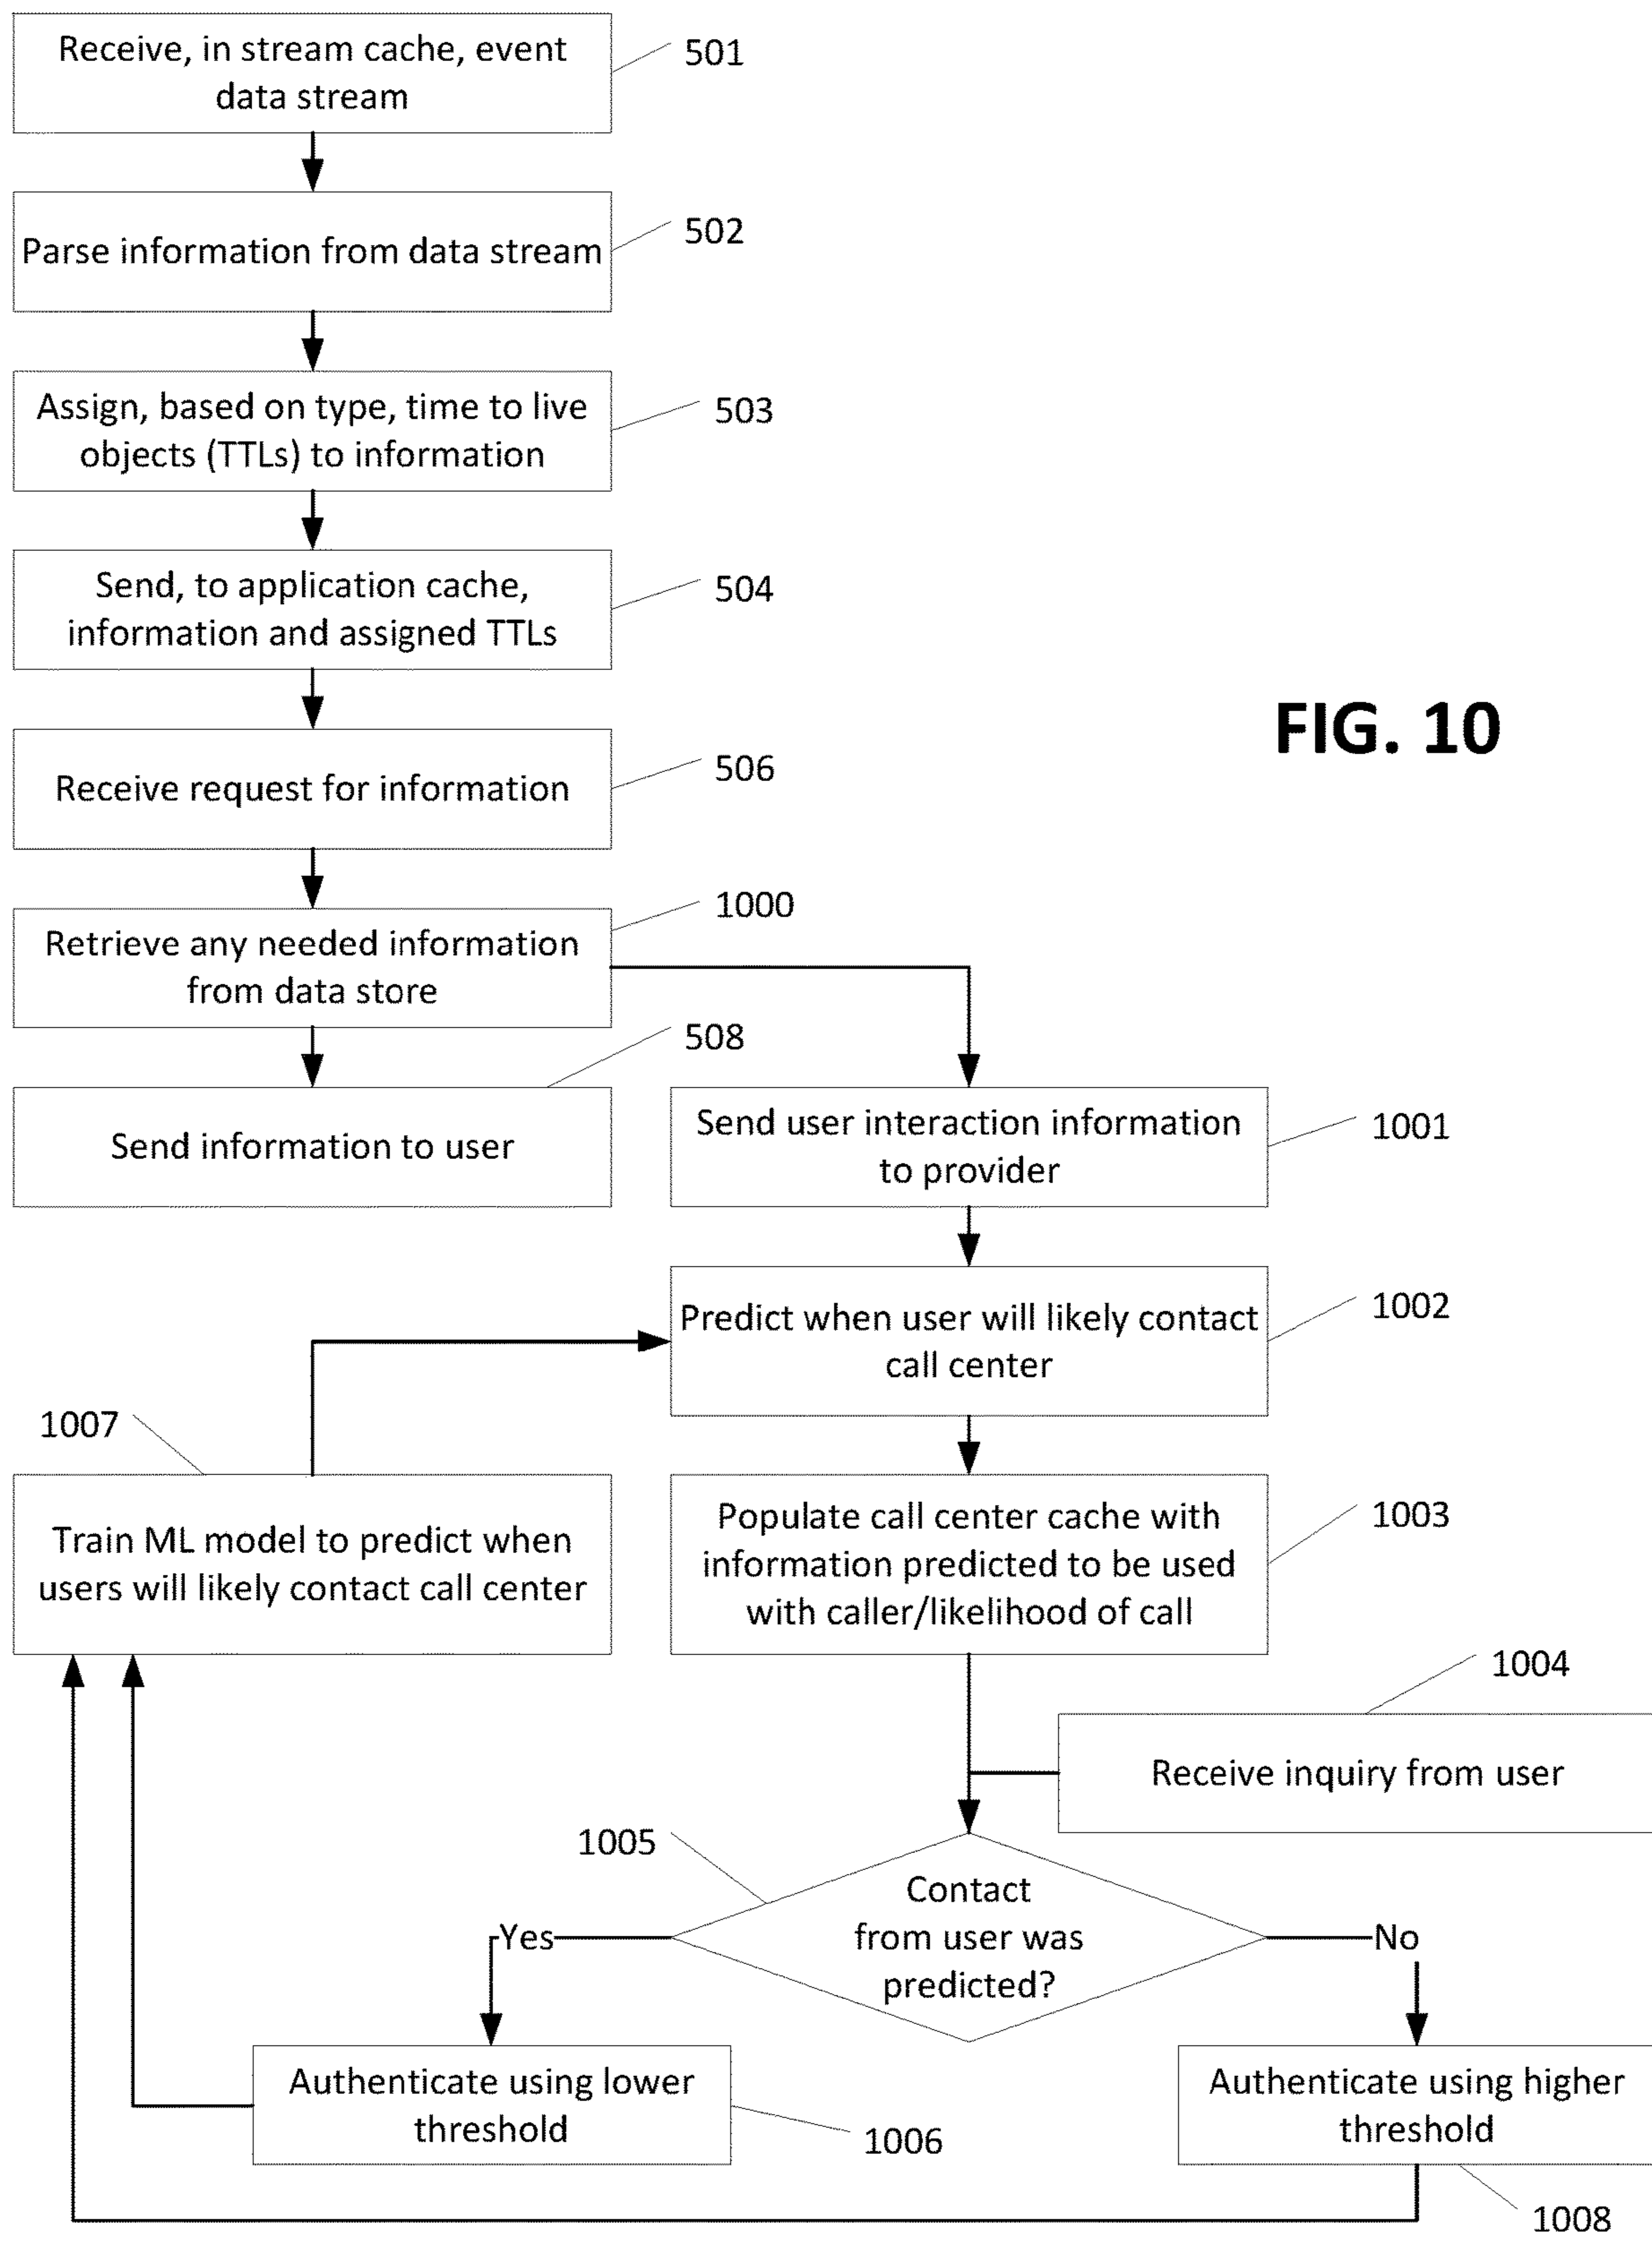 Receive, in stream cache, event
data stream
501
Parse information from data stream
502
Assign, based on type, time to live
objects (TTLs) to information
503
Send, to application cache,
information and assigned TTLs
504
FIG. 10
Receive request for information
506
Retrieve any needed information
from data store
1000
Send information to user
508
Send user interaction information
to provider
1001
Predict when user will likely contact
call center
1002
1007
Train ML model to predict when
users will likely contact call center
Populate call center cache with
information predicted to be used
with caller/likelihood of call
1003
1004
Receive inquiry from user
1005
Contact
from user was
predicted?
Yes
No
Authenticate using lower
threshold
1006
Authenticate using higher
threshold
1008